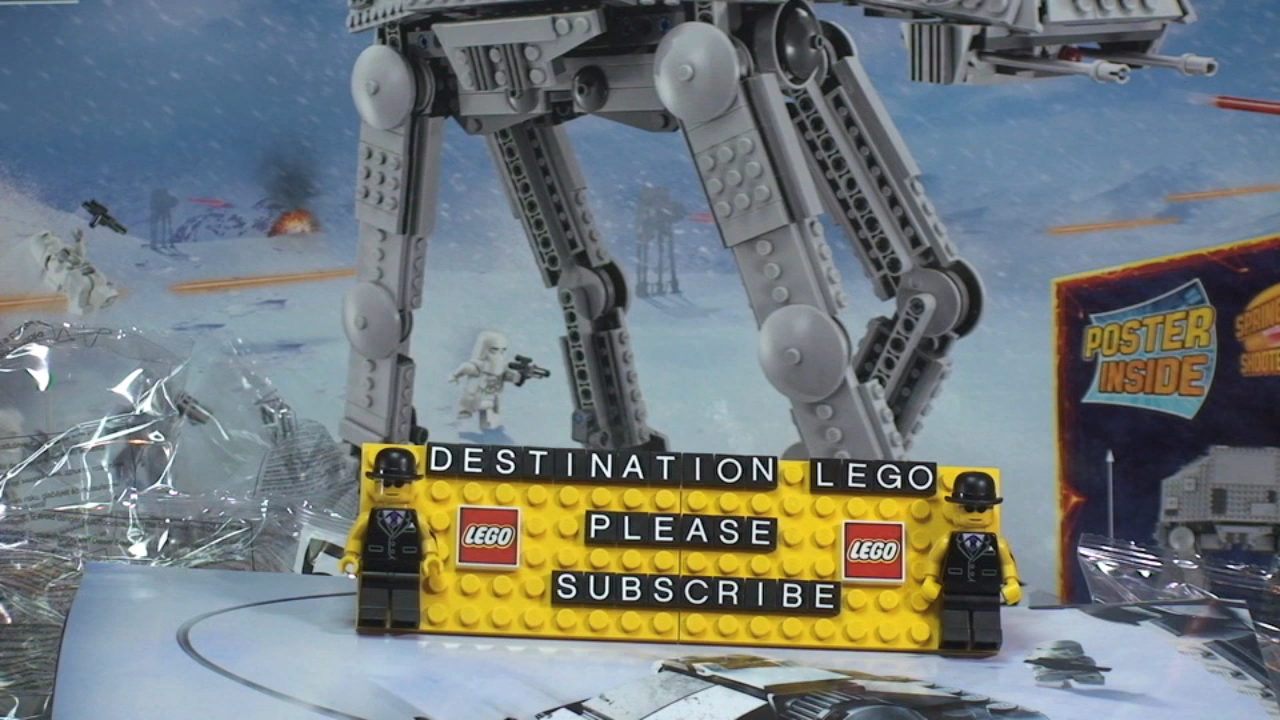 POSTER
INSIDE
DESTINATION LEGO
LEGO
PLEASE
LEGO
SUBSCRIBE